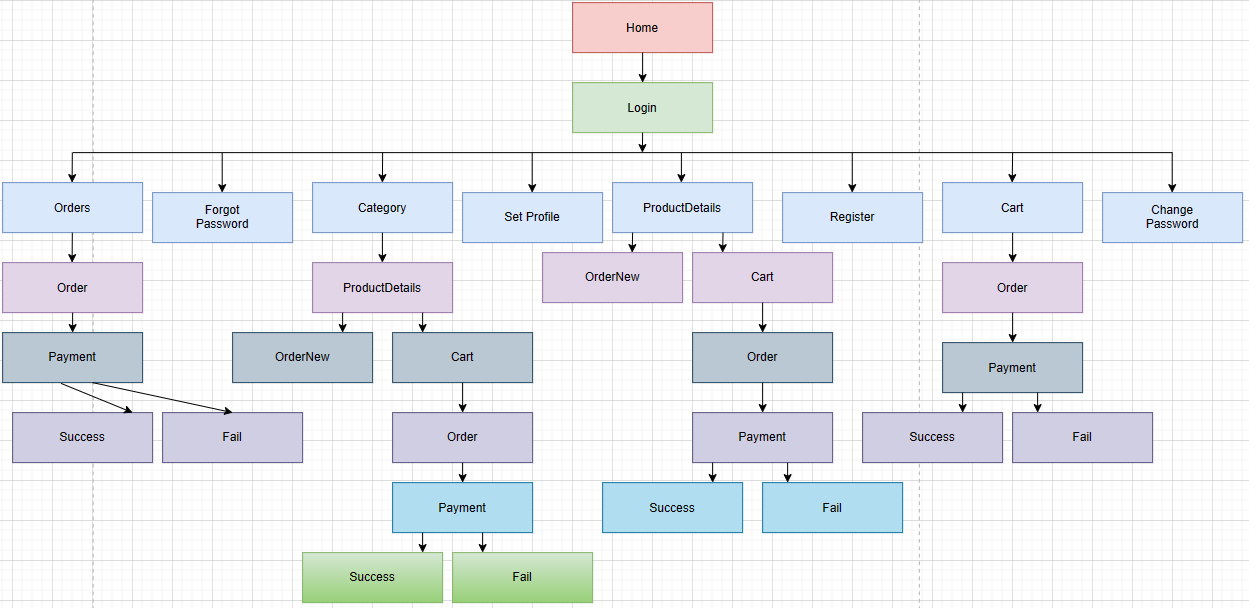 Home
Login
Orders
Forgot
Password
Category
Set Profile
ProductDetails
Register
Cart
Change
Password
Order
ProductDetails
OrderNew
Cart
Order
Payment
OrderNew
Cart
Order
Payment
Success
Fail
Order
Payment
Success
Fail
Payment
Success
Fail
Success
Fail